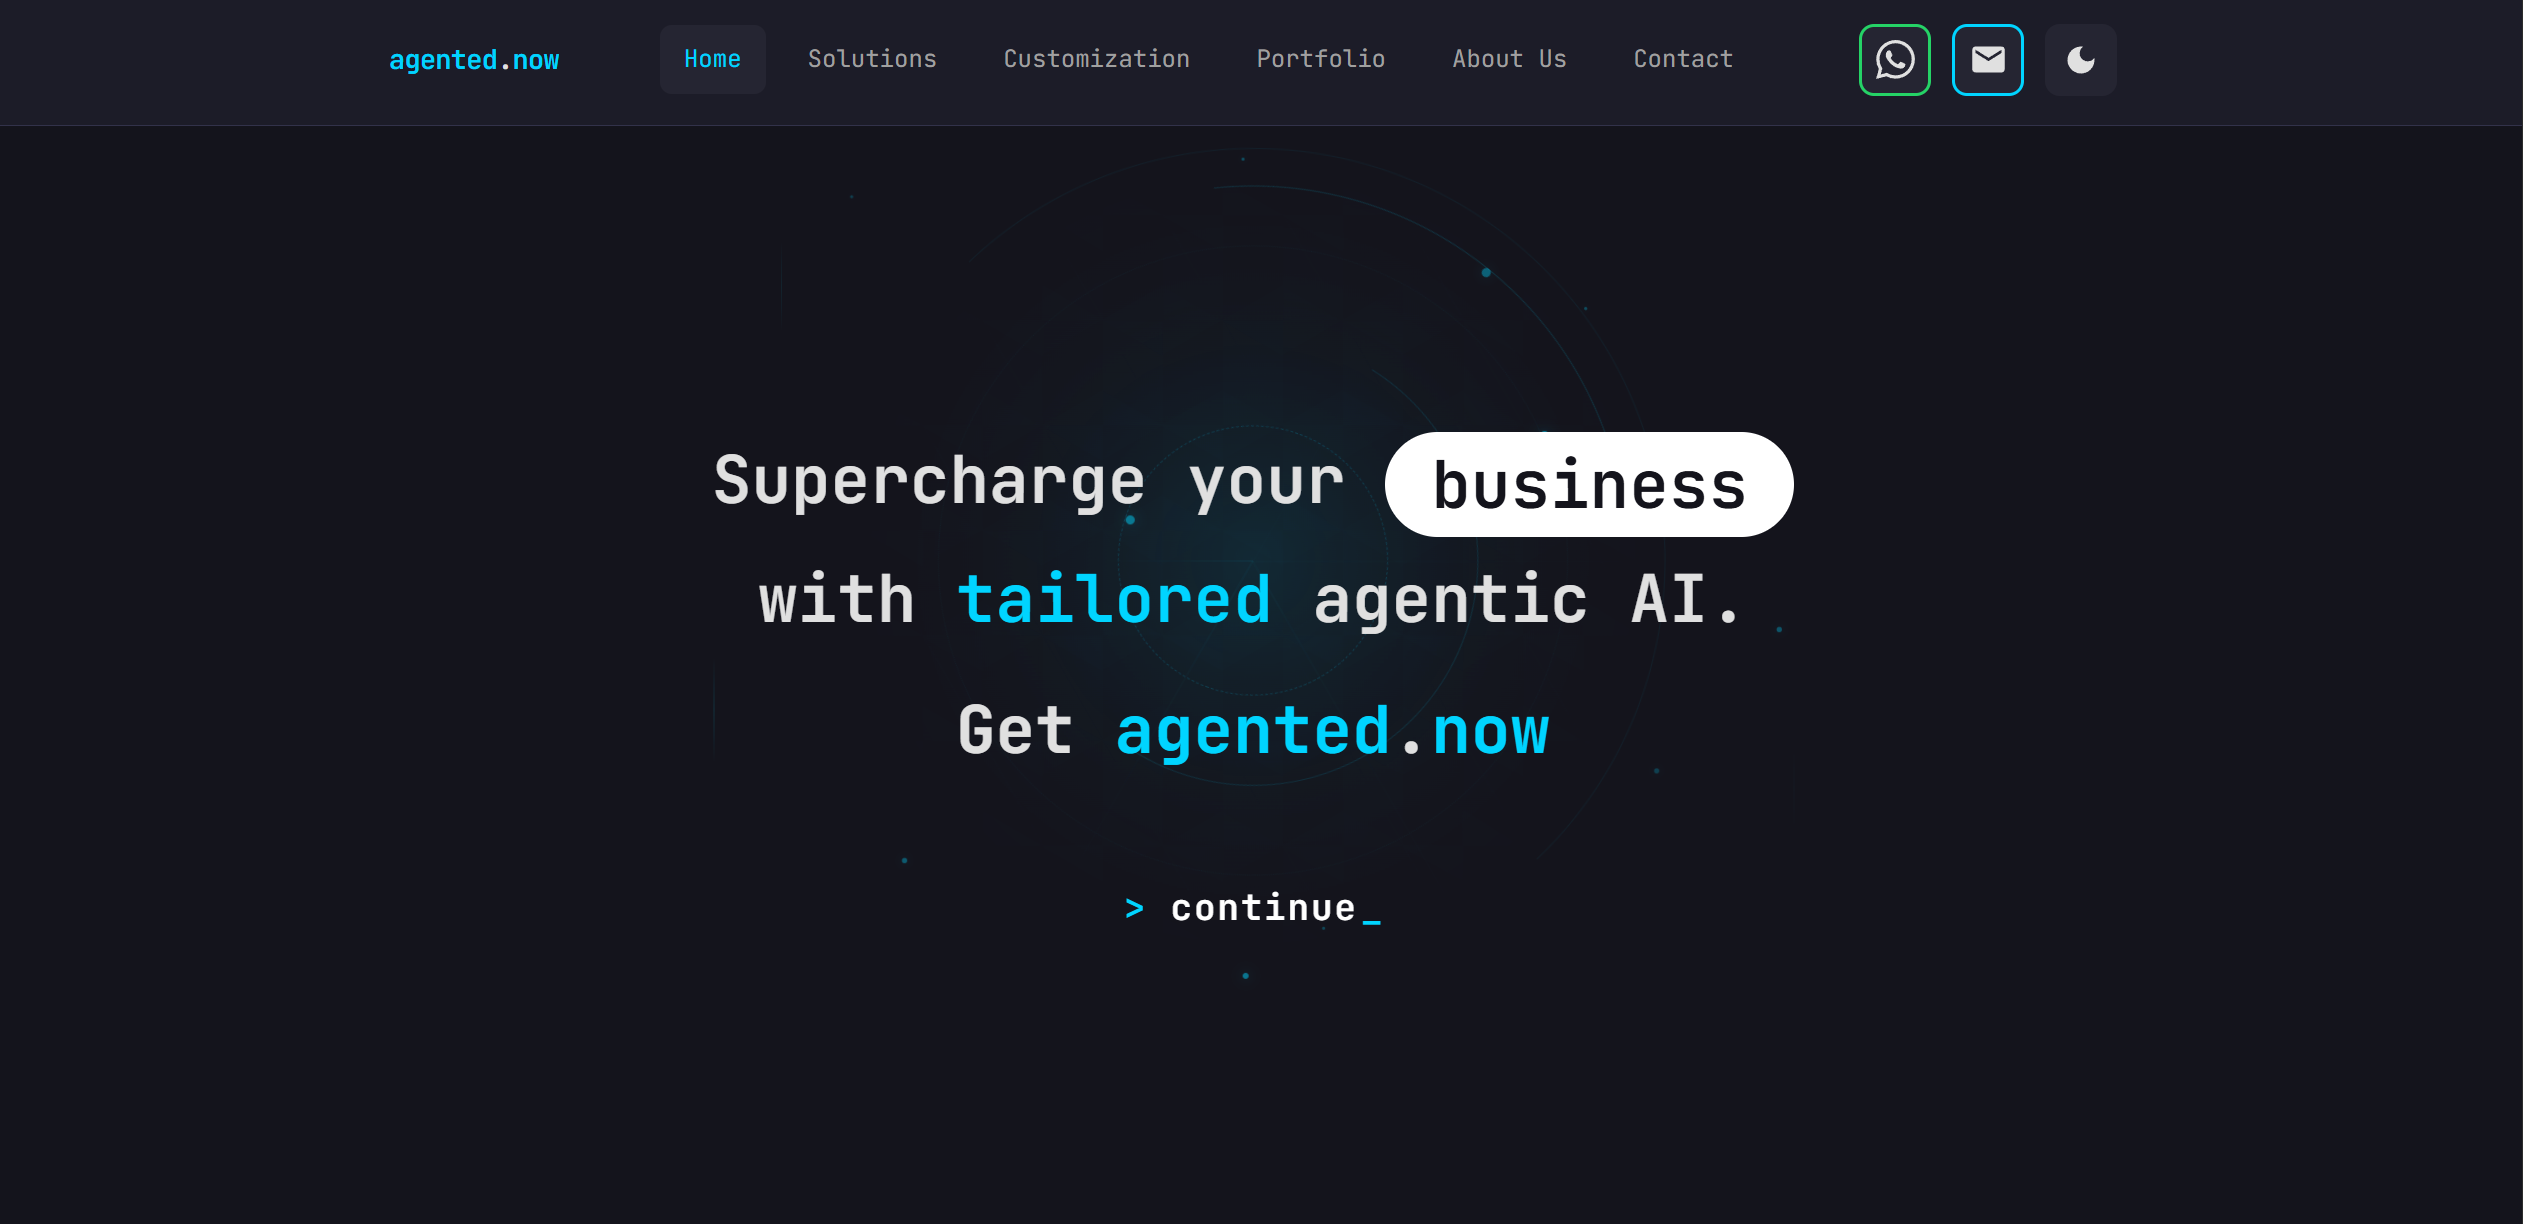 agented.now Home Solutions Customization Portfolio About Us Contact
Supercharge your business
with tailored agentic AI.
Get agented.now
> continue_